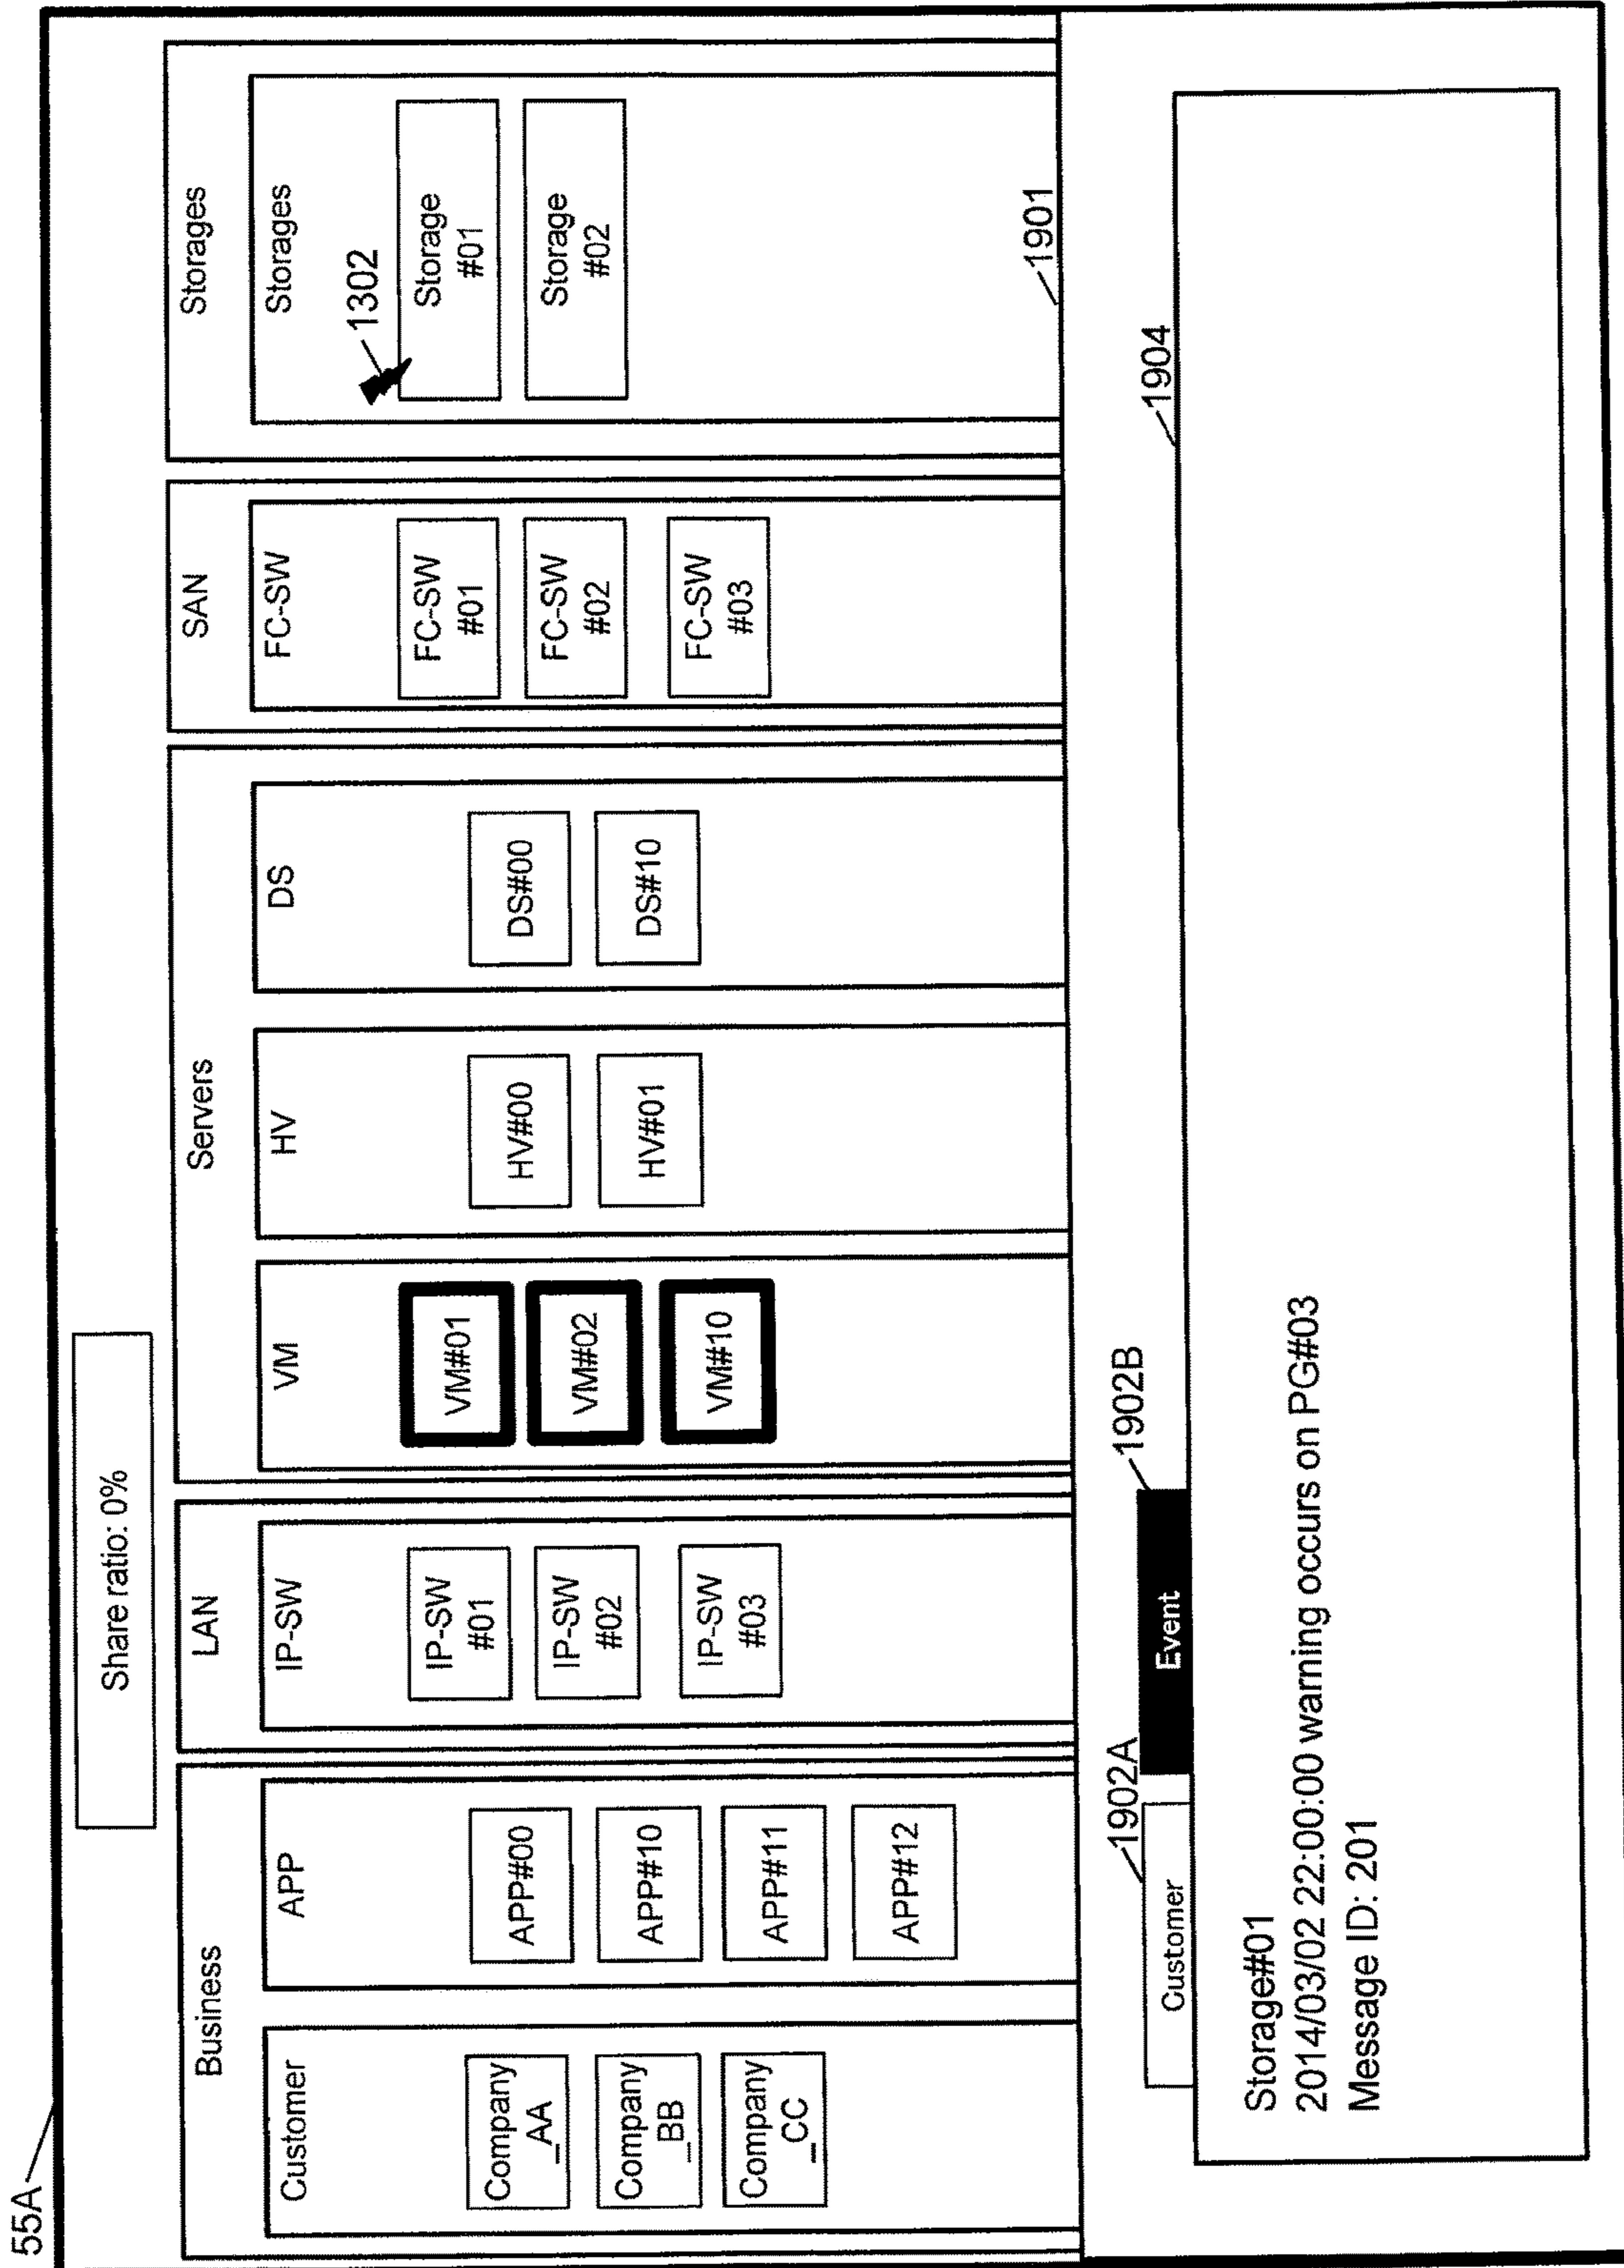 55A
Share ratio: 0%
Business
LAN
Servers
SAN
Storages
Customer
APP
IP-SW
VM
HV
DS
FC-SW
Storages
1302
Company
_AA
Company
_BB
Company
_CC
APP#00
APP#10
APP#11
APP#12
IP-SW
#01
IP-SW
#02
IP-SW
#03
VM#01
VM#02
VM#10
HV#00
HV#01
DS#00
DS#10
FC-SW
#01
FC-SW
#02
FC-SW
#03
Storage
#01
Storage
#02
1901
1902A
1902B
1904
Customer
Event
Storage#01
2014/03/02 22:00:00 warning occurs on PG#03
Message ID: 201